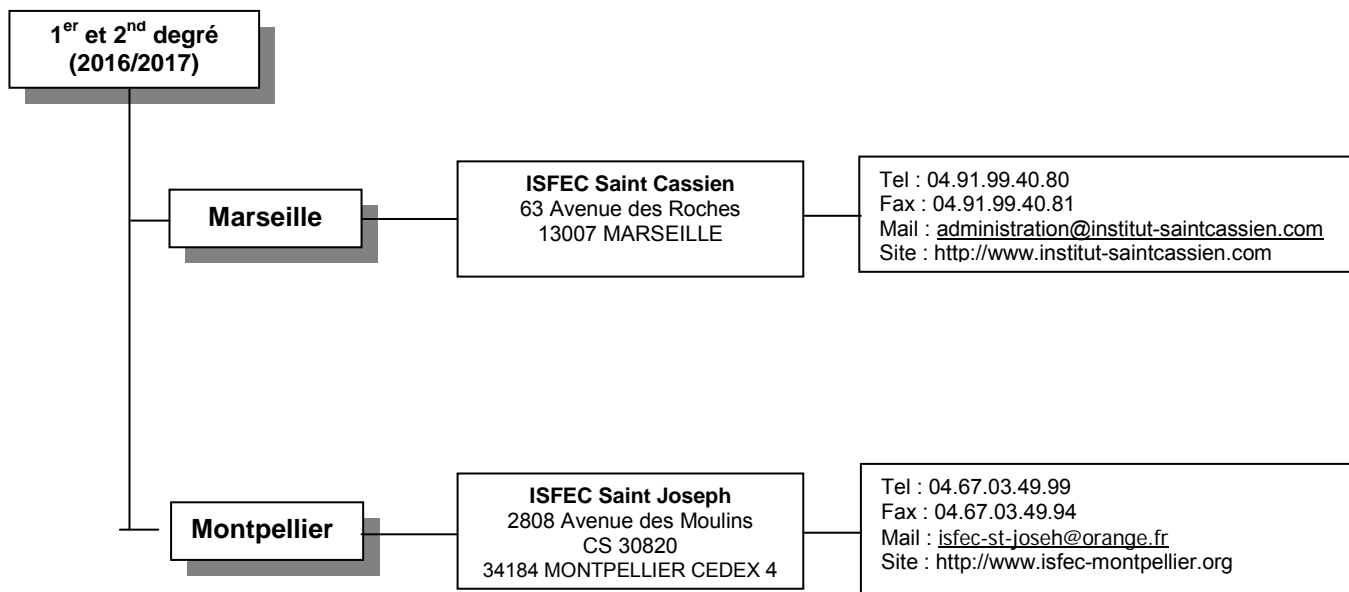 1er et 2nd degré
(2016/2017)
Marseille
ISFEC Saint Cassien
63 Avenue des Roches
13007 MARSEILLE
Tel : 04.91.99.40.80
Fax : 04.91.99.40.81
Mail : administration@institut-saintcassien.com
Site : http://www.institut-saintcassien.com
Montpellier
ISFEC Saint Joseph
2808 Avenue des Moulins
CS 30820
34184 MONTPELLIER CEDEX 4
Tel : 04.67.03.49.99
Fax : 04.67.03.49.94
Mail : isfec-st-joseh@orange.fr
Site : http://www.isfec-montpellier.org